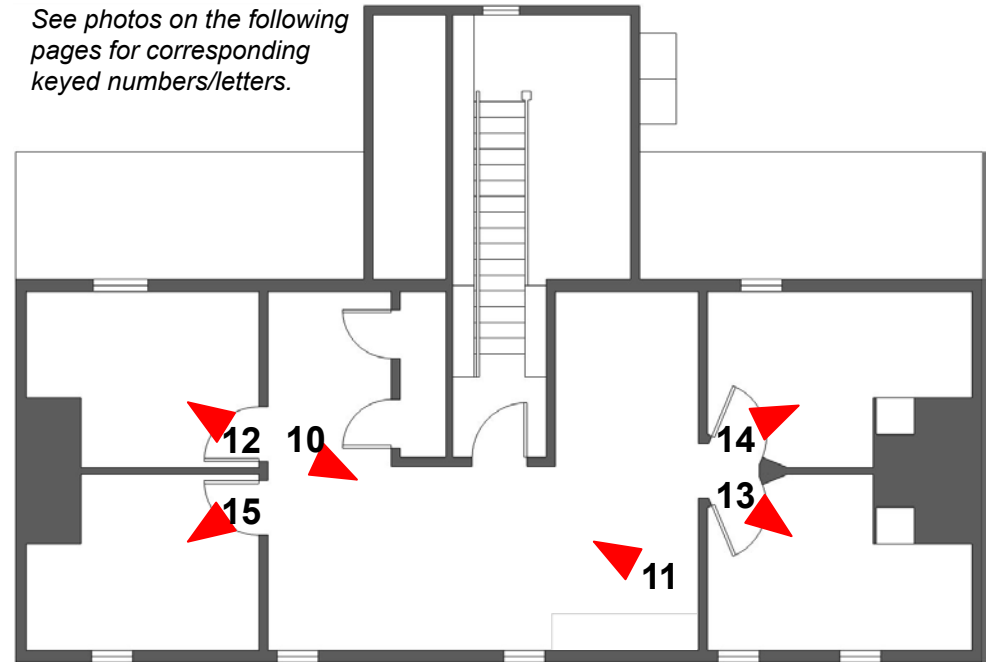 See photos on the following
pages for corresponding
keyed numbers/letters.
12
10
14
15
13
11